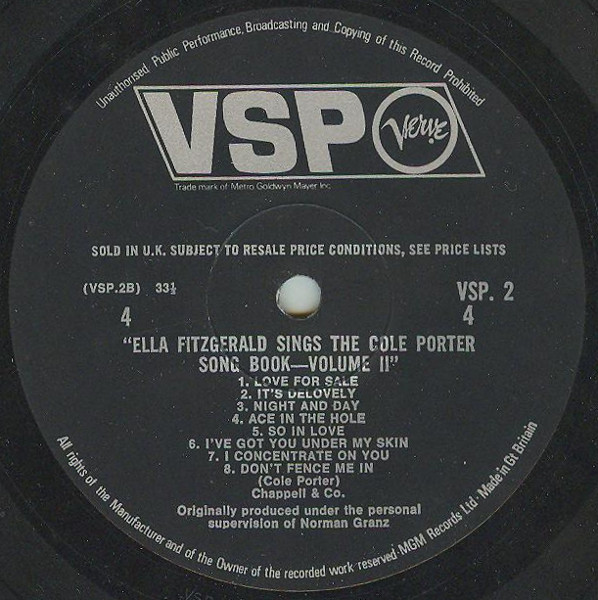 Unauthorised, Public Performance, Broadcasting and Copying of this Record Prohibited
VSP Verve
Trade mark of Metro Goldwyn Mayer Inc
SOLD IN U.K. SUBJECT TO RESALE PRICE CONDITIONS, SEE PRICE LISTS
(VSP.2B) 33⅓ VSP. 2
4 4
"ELLA FITZGERALD SINGS THE COLE PORTER
SONG BOOK—VOLUME II"
1. LOVE FOR SALE
2. IT'S DELOVELY
3. NIGHT AND DAY
4. ACE IN THE HOLE
5. SO IN LOVE
6. I'VE GOT YOU UNDER MY SKIN
7. I CONCENTRATE ON YOU
8. DON'T FENCE ME IN
(Cole Porter)
Chappell & Co.
Originally produced under the personal
supervision of Norman Granz
All rights of the Manufacturer and of the Owner of the recorded work reserved·MGM Records Ltd·Made in Gt Britain